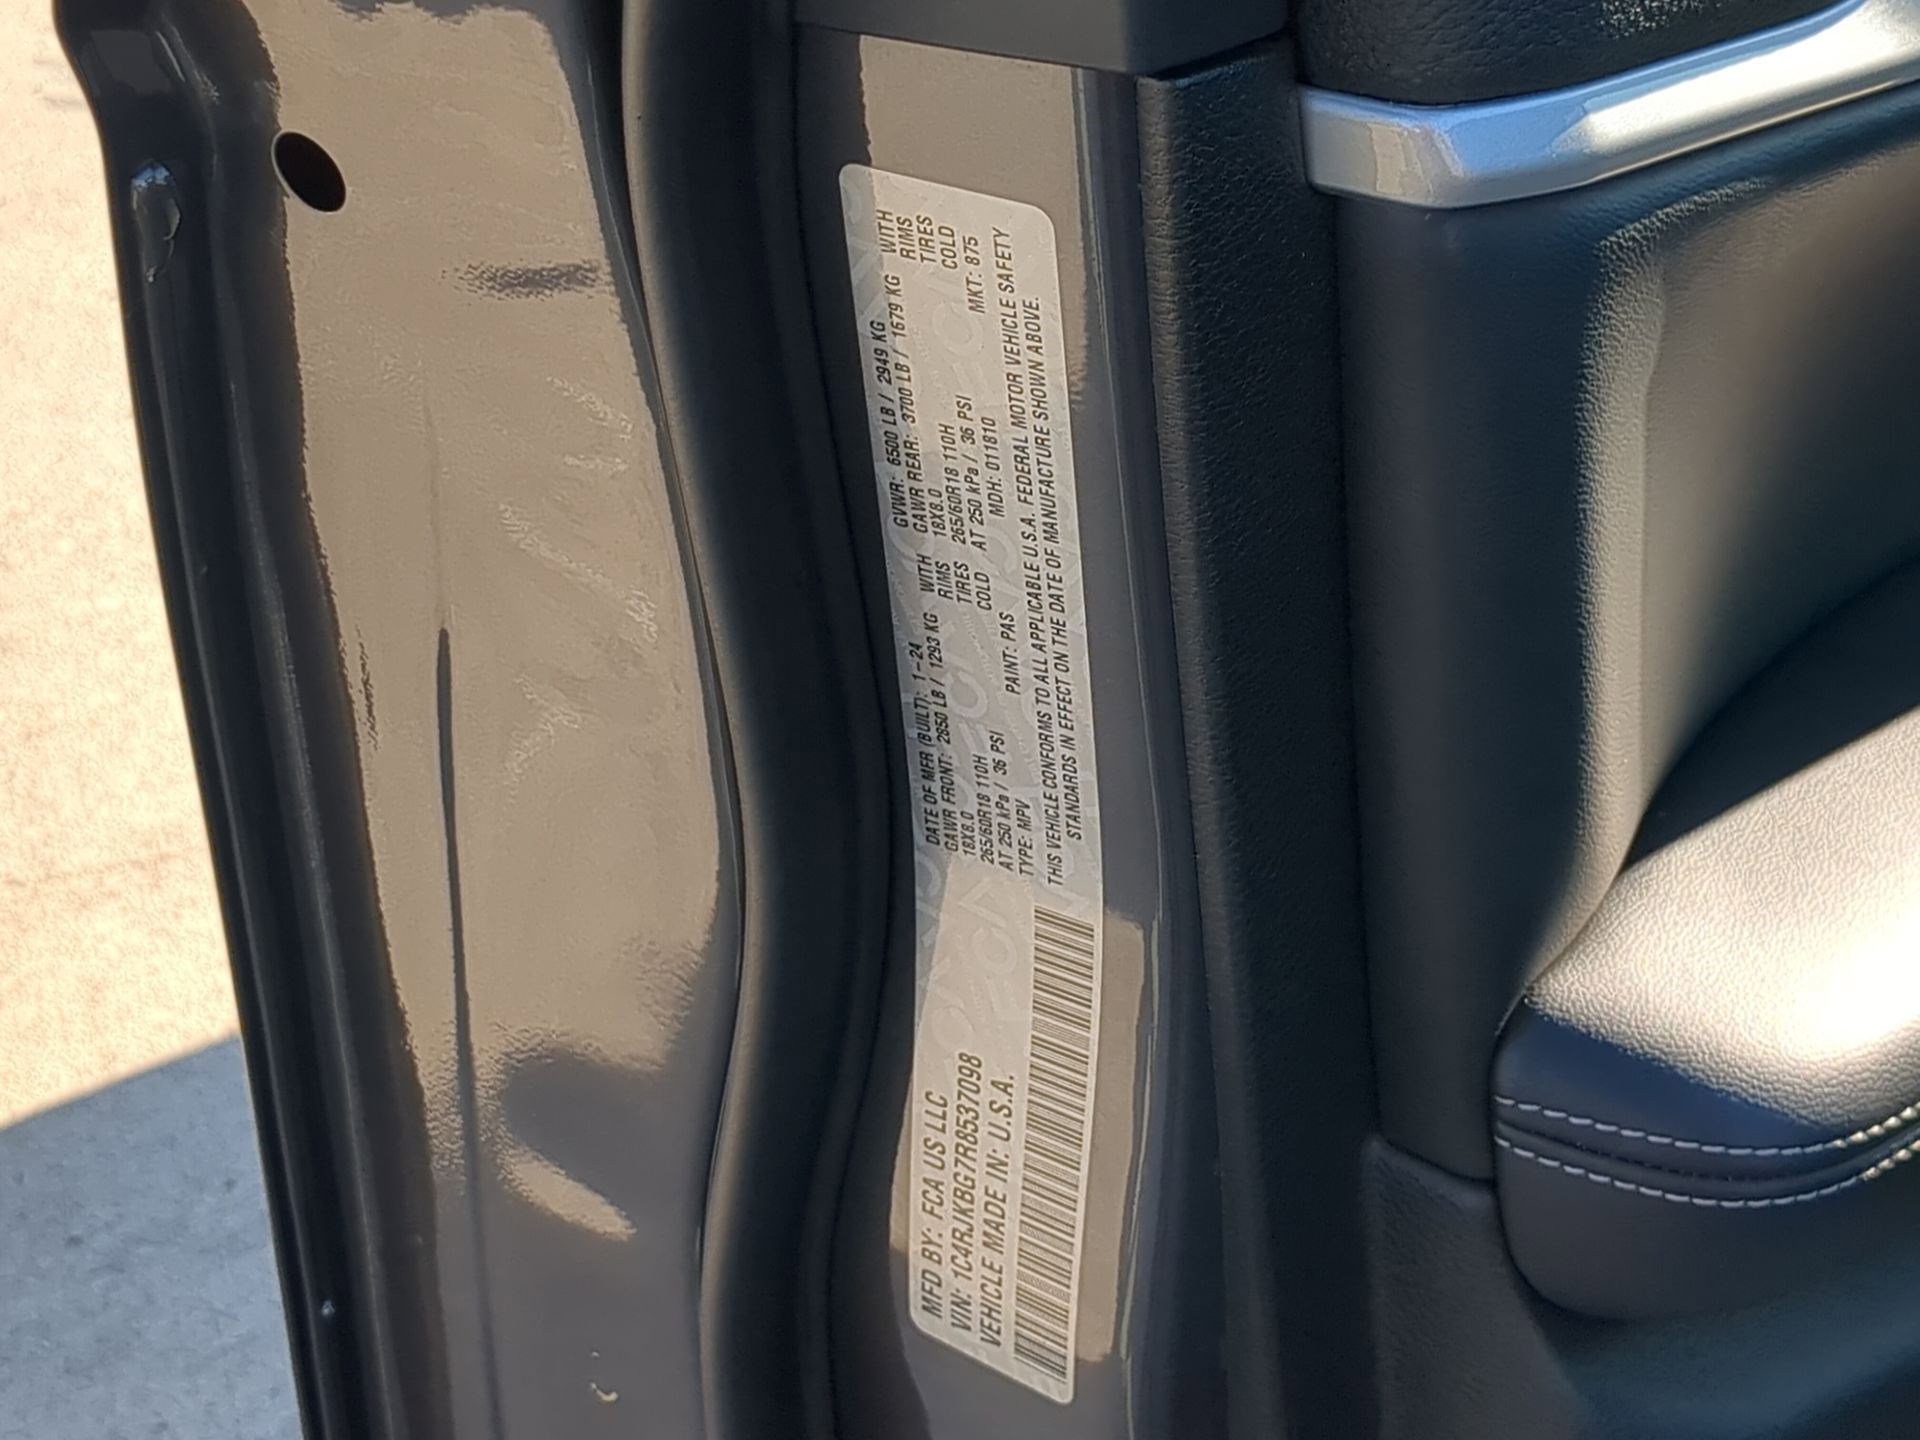 MFD BY: FCA US LLC
VIN: 1C4RJKBG7R8537098
VEHICLE MADE IN: U.S.A.
DATE OF MFR (BUILT): 1-24 GVWR: 6500 LB / 2949 KG
GAWR FRONT: 2850 LB / 1293 KG WITH GAWR REAR: 3700 LB / 1679 KG WITH
18X8.0 RIMS 18X8.0 RIMS
265/60R18 110H TIRES 265/60R18 110H TIRES
AT 250 kPa / 36 PSI COLD AT 250 kPa / 36 PSI COLD
TYPE: MPV PAINT: PAS MDH: 011810 MKT: 875
THIS VEHICLE CONFORMS TO ALL APPLICABLE U.S.A. FEDERAL MOTOR VEHICLE SAFETY
STANDARDS IN EFFECT ON THE DATE OF MANUFACTURE SHOWN ABOVE.